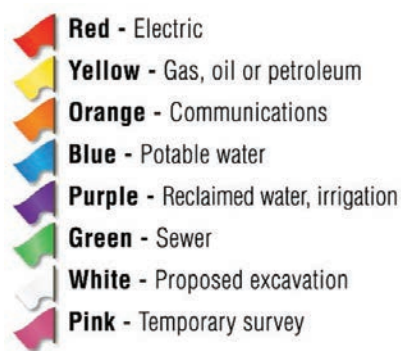 Red - Electric
Yellow - Gas, oil or petroleum
Orange - Communications
Blue - Potable water
Purple - Reclaimed water, irrigation
Green - Sewer
White - Proposed excavation
Pink - Temporary survey